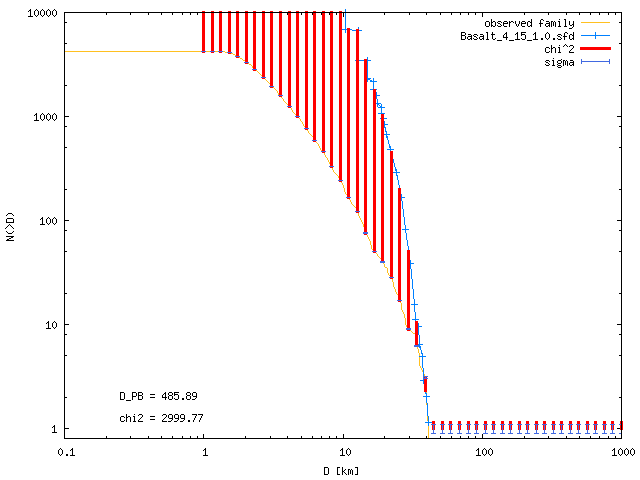 10000
1000
100
10
1
N(>D)
observed family
Basalt_4_15_1.0.sfd
chi^2
sigma
D_PB = 485.89
chi2 = 2999.77
0.1 1 10 100 1000
D [km]